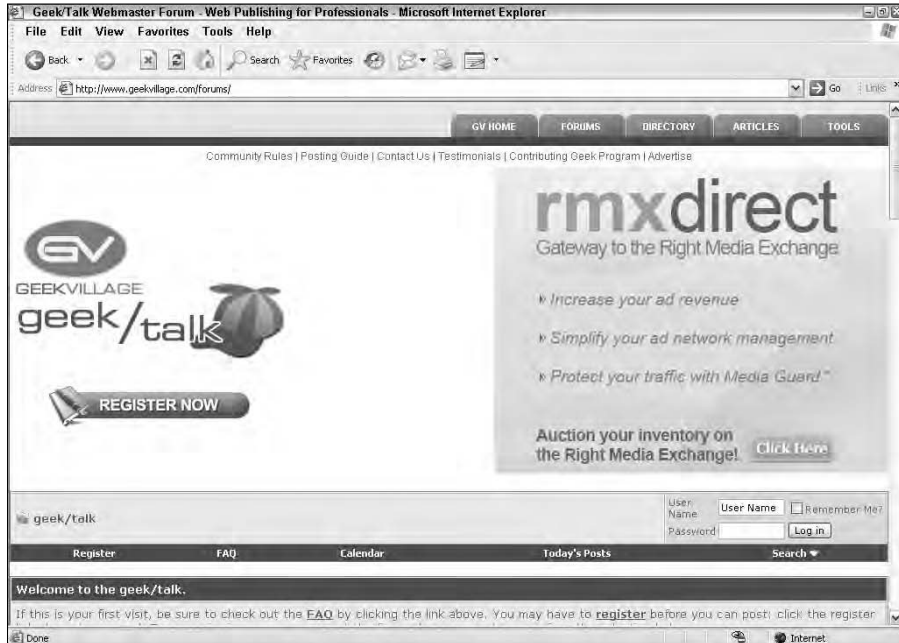 Geek/Talk Webmaster Forum - Web Publishing for Professionals - Microsoft Internet Explorer
File Edit View Favorites Tools Help
Back Search Favorites
Address http://www.geekvillage.com/forums/ Go Links
GV HOME FORUMS DIRECTORY ARTICLES TOOLS
Community Rules | Posting Guide | Contact Us | Testimonials | Contributing Geek Program | Advertise
rmxdirect
Gateway to the Right Media Exchange
GV
GEEKVILLAGE
geek/talk
Increase your ad revenue
Simplify your ad network management
Protect your traffic with Media Guard™
REGISTER NOW
Auction your inventory on
the Right Media Exchange!
Click Here
geek/talk
User Name User Name Remember Me?
Password Log in
Register FAQ Calendar Today's Posts Search
Welcome to the geek/talk.
If this is your first visit, be sure to check out the FAQ by clicking the link above. You may have to register before you can post: click the register
Done Internet